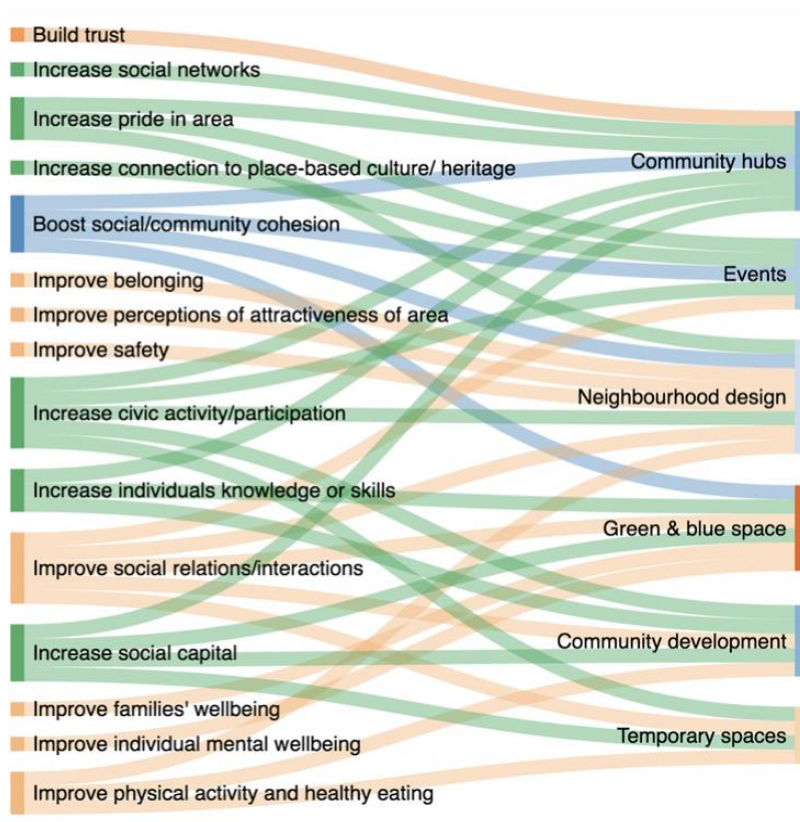 Build trust
Increase social networks
Increase pride in area
Increase connection to place-based culture/ heritage
Boost social/community cohesion
Improve belonging
Improve perceptions of attractiveness of area
Improve safety
Increase civic activity/participation
Increase individuals knowledge or skills
Improve social relations/interactions
Increase social capital
Improve families' wellbeing
Improve individual mental wellbeing
Improve physical activity and healthy eating
Community hubs
Events
Neighbourhood design
Green & blue space
Community development
Temporary spaces